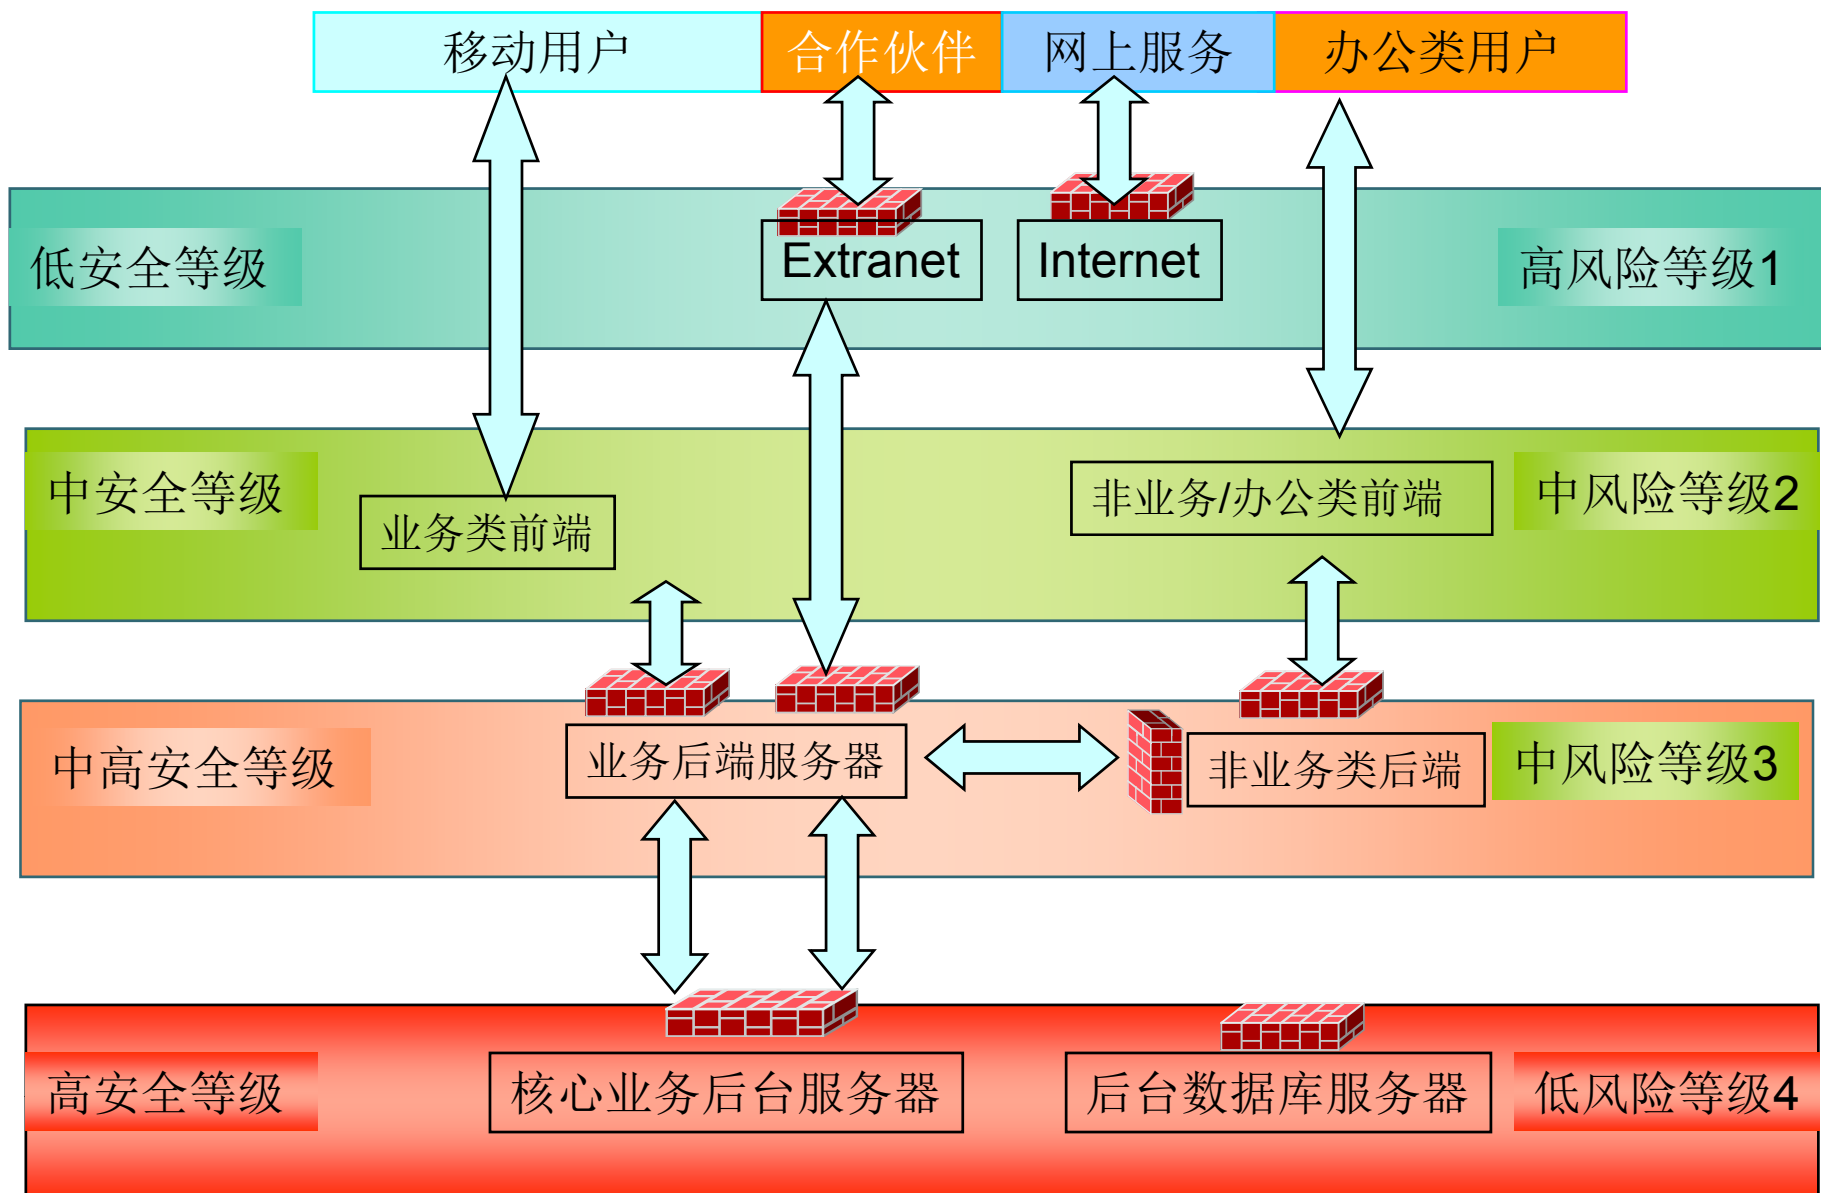 移动用户
合作伙伴
网上服务
办公类用户
低安全等级
Extranet
Internet
高风险等级1
中安全等级
业务类前端
非业务/办公类前端
中风险等级2
中高安全等级
业务后端服务器
非业务类后端
中风险等级3
高安全等级
核心业务后台服务器
后台数据库服务器
低风险等级4